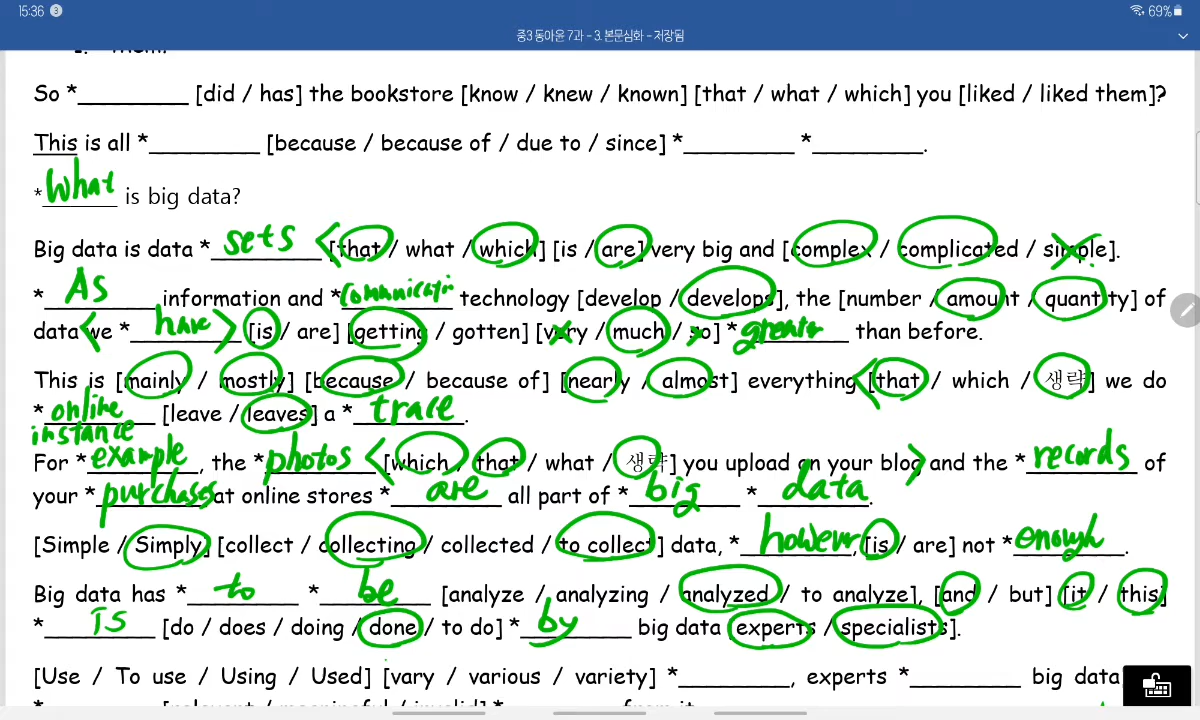 15:36 3 69%
중3 동아윤 7과 - 3. 본문심화 - 저장됨
So *________ [did / has] the bookstore [know / knew / known] [that / what / which] you [liked / liked them]?
This is all *________ [because / because of / due to / since] *________ *________.
*What is big data?
Big data is data *sets <[that / what / which] [is / are] very big and [complex / complicated / simple].
*As information and *communicatin technology [develop / develops], the [number / amount / quantity] of
data <we *have> [is / are] [getting / gotten] [very / much / so] *greater than before.
This is [mainly / mostly] [because / because of] [nearly / almost] everything <[that / which / 생략] we do
*online [leave / leaves] a *trace.
instance
For *example, the *photos <[which / that / what / 생략] you upload on your blog> and the *records of
your *purchases at online stores *are all part of *big *data.
[Simple / Simply] [collect / collecting / collected / to collect] data, *however, [is / are] not *enough.
Big data has *to *be [analyze / analyzing / analyzed / to analyze], [and / but] [it / this]
*is [do / does / doing / done / to do] *by big data [experts / specialists].
[Use / To use / Using / Used] [vary / various / variety] *________, experts *________ big data